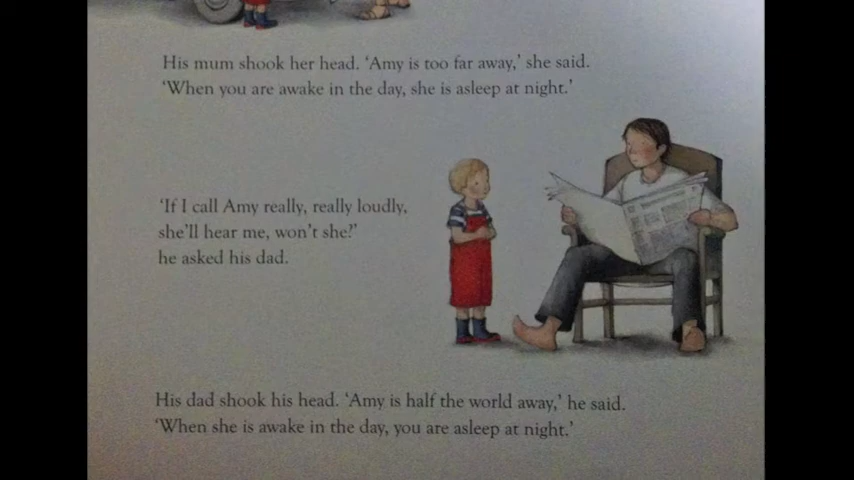 His mum shook her head. ‘Amy is too far away,’ she said.
‘When you are awake in the day, she is asleep at night.’
‘If I call Amy really, really loudly,
she’ll hear me, won’t she?’
he asked his dad.
His dad shook his head. ‘Amy is half the world away,’ he said.
‘When she is awake in the day, you are asleep at night.’